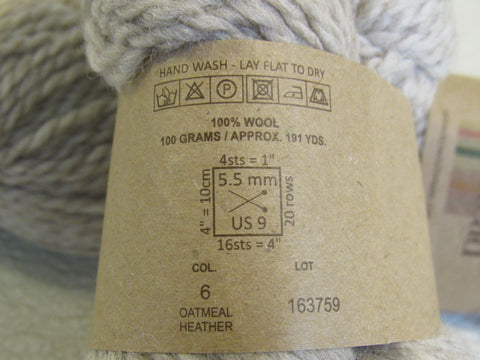 HAND WASH - LAY FLAT TO DRY
P
100% WOOL
100 GRAMS / APPROX. 191 YDS.
4sts = 1"
4" = 10cm
5.5 mm
US 9
20 rows
16sts = 4"
COL. LOT
6 163759
OATMEAL
HEATHER